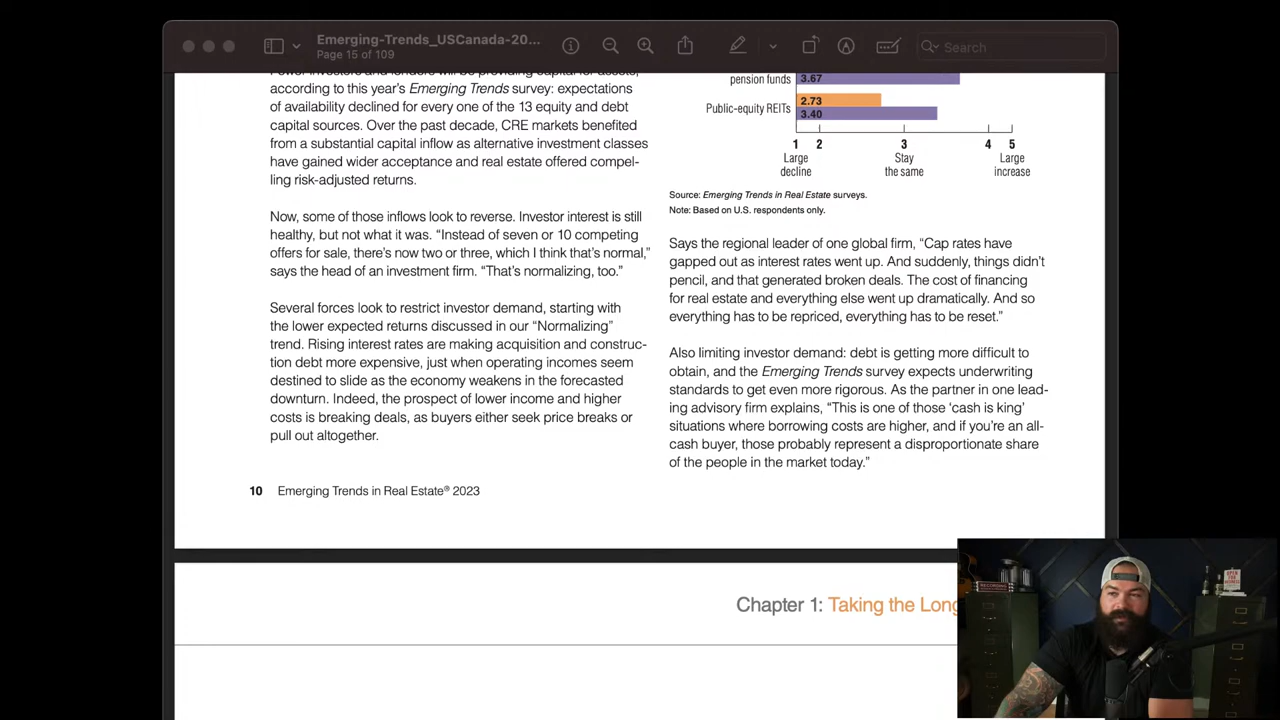 Emerging-Trends_USCanada-20...
Page 15 of 109
Search
Fewer investors and lenders will be providing capital for assets,
according to this year's Emerging Trends survey: expectations
of availability declined for every one of the 13 equity and debt
capital sources. Over the past decade, CRE markets benefited
from a substantial capital inflow as alternative investment classes
have gained wider acceptance and real estate offered compel-
ling risk-adjusted returns.
Now, some of those inflows look to reverse. Investor interest is still
healthy, but not what it was. “Instead of seven or 10 competing
offers for sale, there's now two or three, which I think that's normal,”
says the head of an investment firm. “That's normalizing, too.”
Several forces look to restrict investor demand, starting with
the lower expected returns discussed in our “Normalizing”
trend. Rising interest rates are making acquisition and construc-
tion debt more expensive, just when operating incomes seem
destined to slide as the economy weakens in the forecasted
downturn. Indeed, the prospect of lower income and higher
costs is breaking deals, as buyers either seek price breaks or
pull out altogether.
10 Emerging Trends in Real Estate® 2023
pension funds 3.67
Public-equity REITs 2.73
3.40
1 2 3 4 5
Large Stay Large
decline the same increase
Source: Emerging Trends in Real Estate surveys.
Note: Based on U.S. respondents only.
Says the regional leader of one global firm, “Cap rates have
gapped out as interest rates went up. And suddenly, things didn't
pencil, and that generated broken deals. The cost of financing
for real estate and everything else went up dramatically. And so
everything has to be repriced, everything has to be reset.”
Also limiting investor demand: debt is getting more difficult to
obtain, and the Emerging Trends survey expects underwriting
standards to get even more rigorous. As the partner in one lead-
ing advisory firm explains, “This is one of those ‘cash is king’
situations where borrowing costs are higher, and if you're an all-
cash buyer, those probably represent a disproportionate share
of the people in the market today.”
Chapter 1: Taking the Long